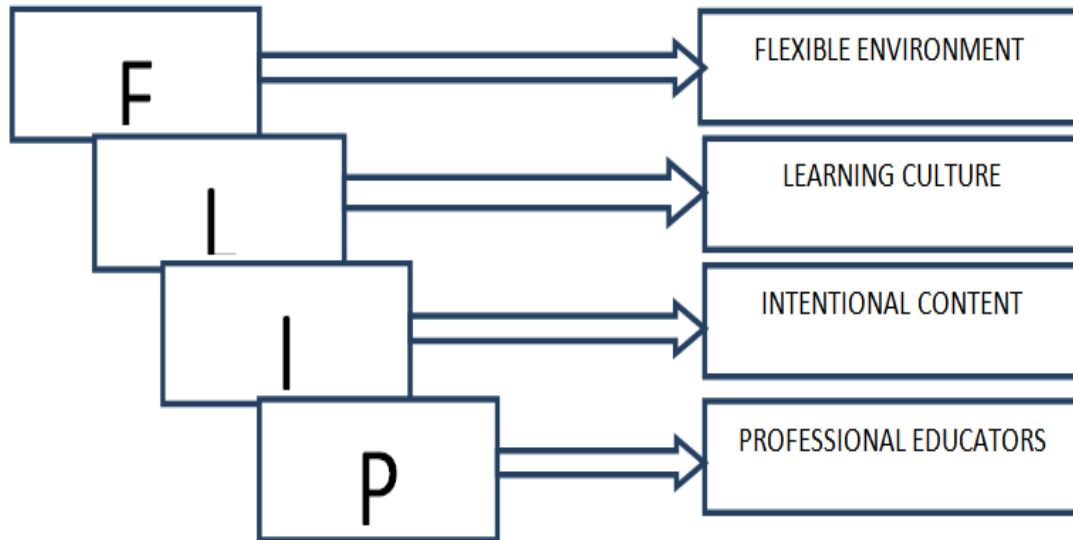 F
FLEXIBLE ENVIRONMENT
L
LEARNING CULTURE
I
INTENTIONAL CONTENT
P
PROFESSIONAL EDUCATORS